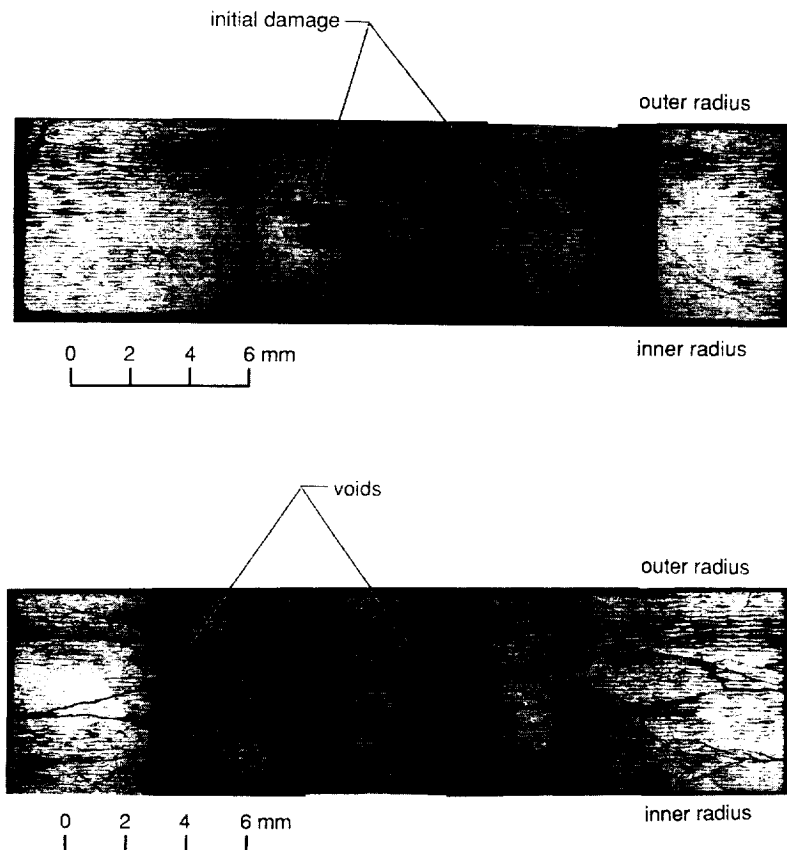 initial damage
outer radius
0 2 4 6 mm
inner radius
voids
outer radius
inner radius
0 2 4 6 mm